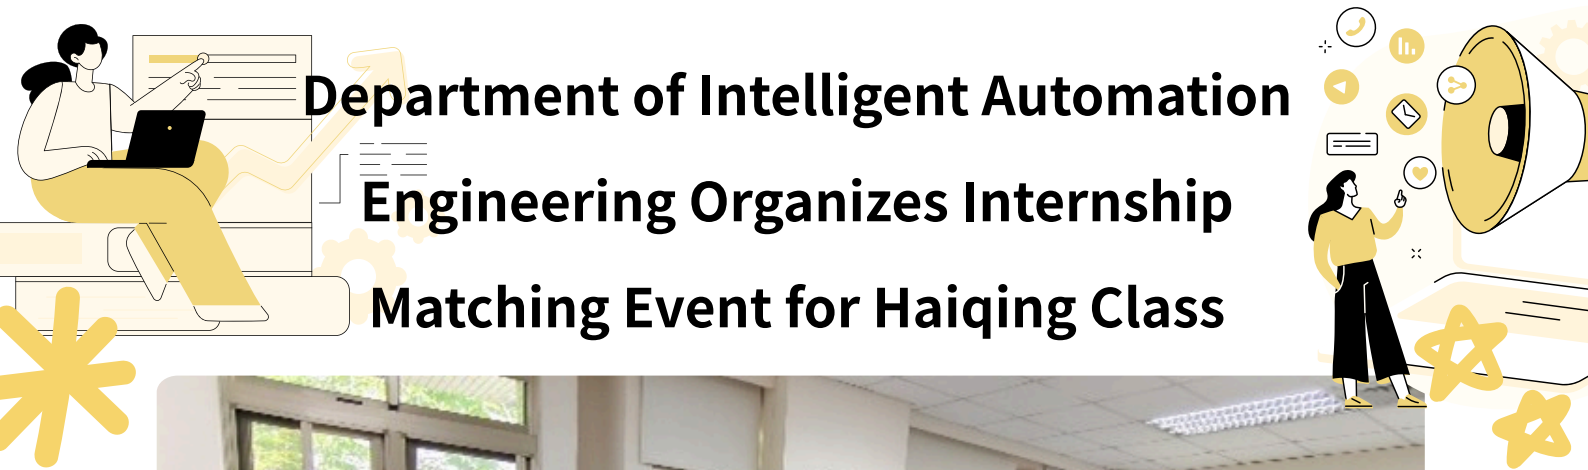 Department of Intelligent Automation
Engineering Organizes Internship
Matching Event for Haiqing Class